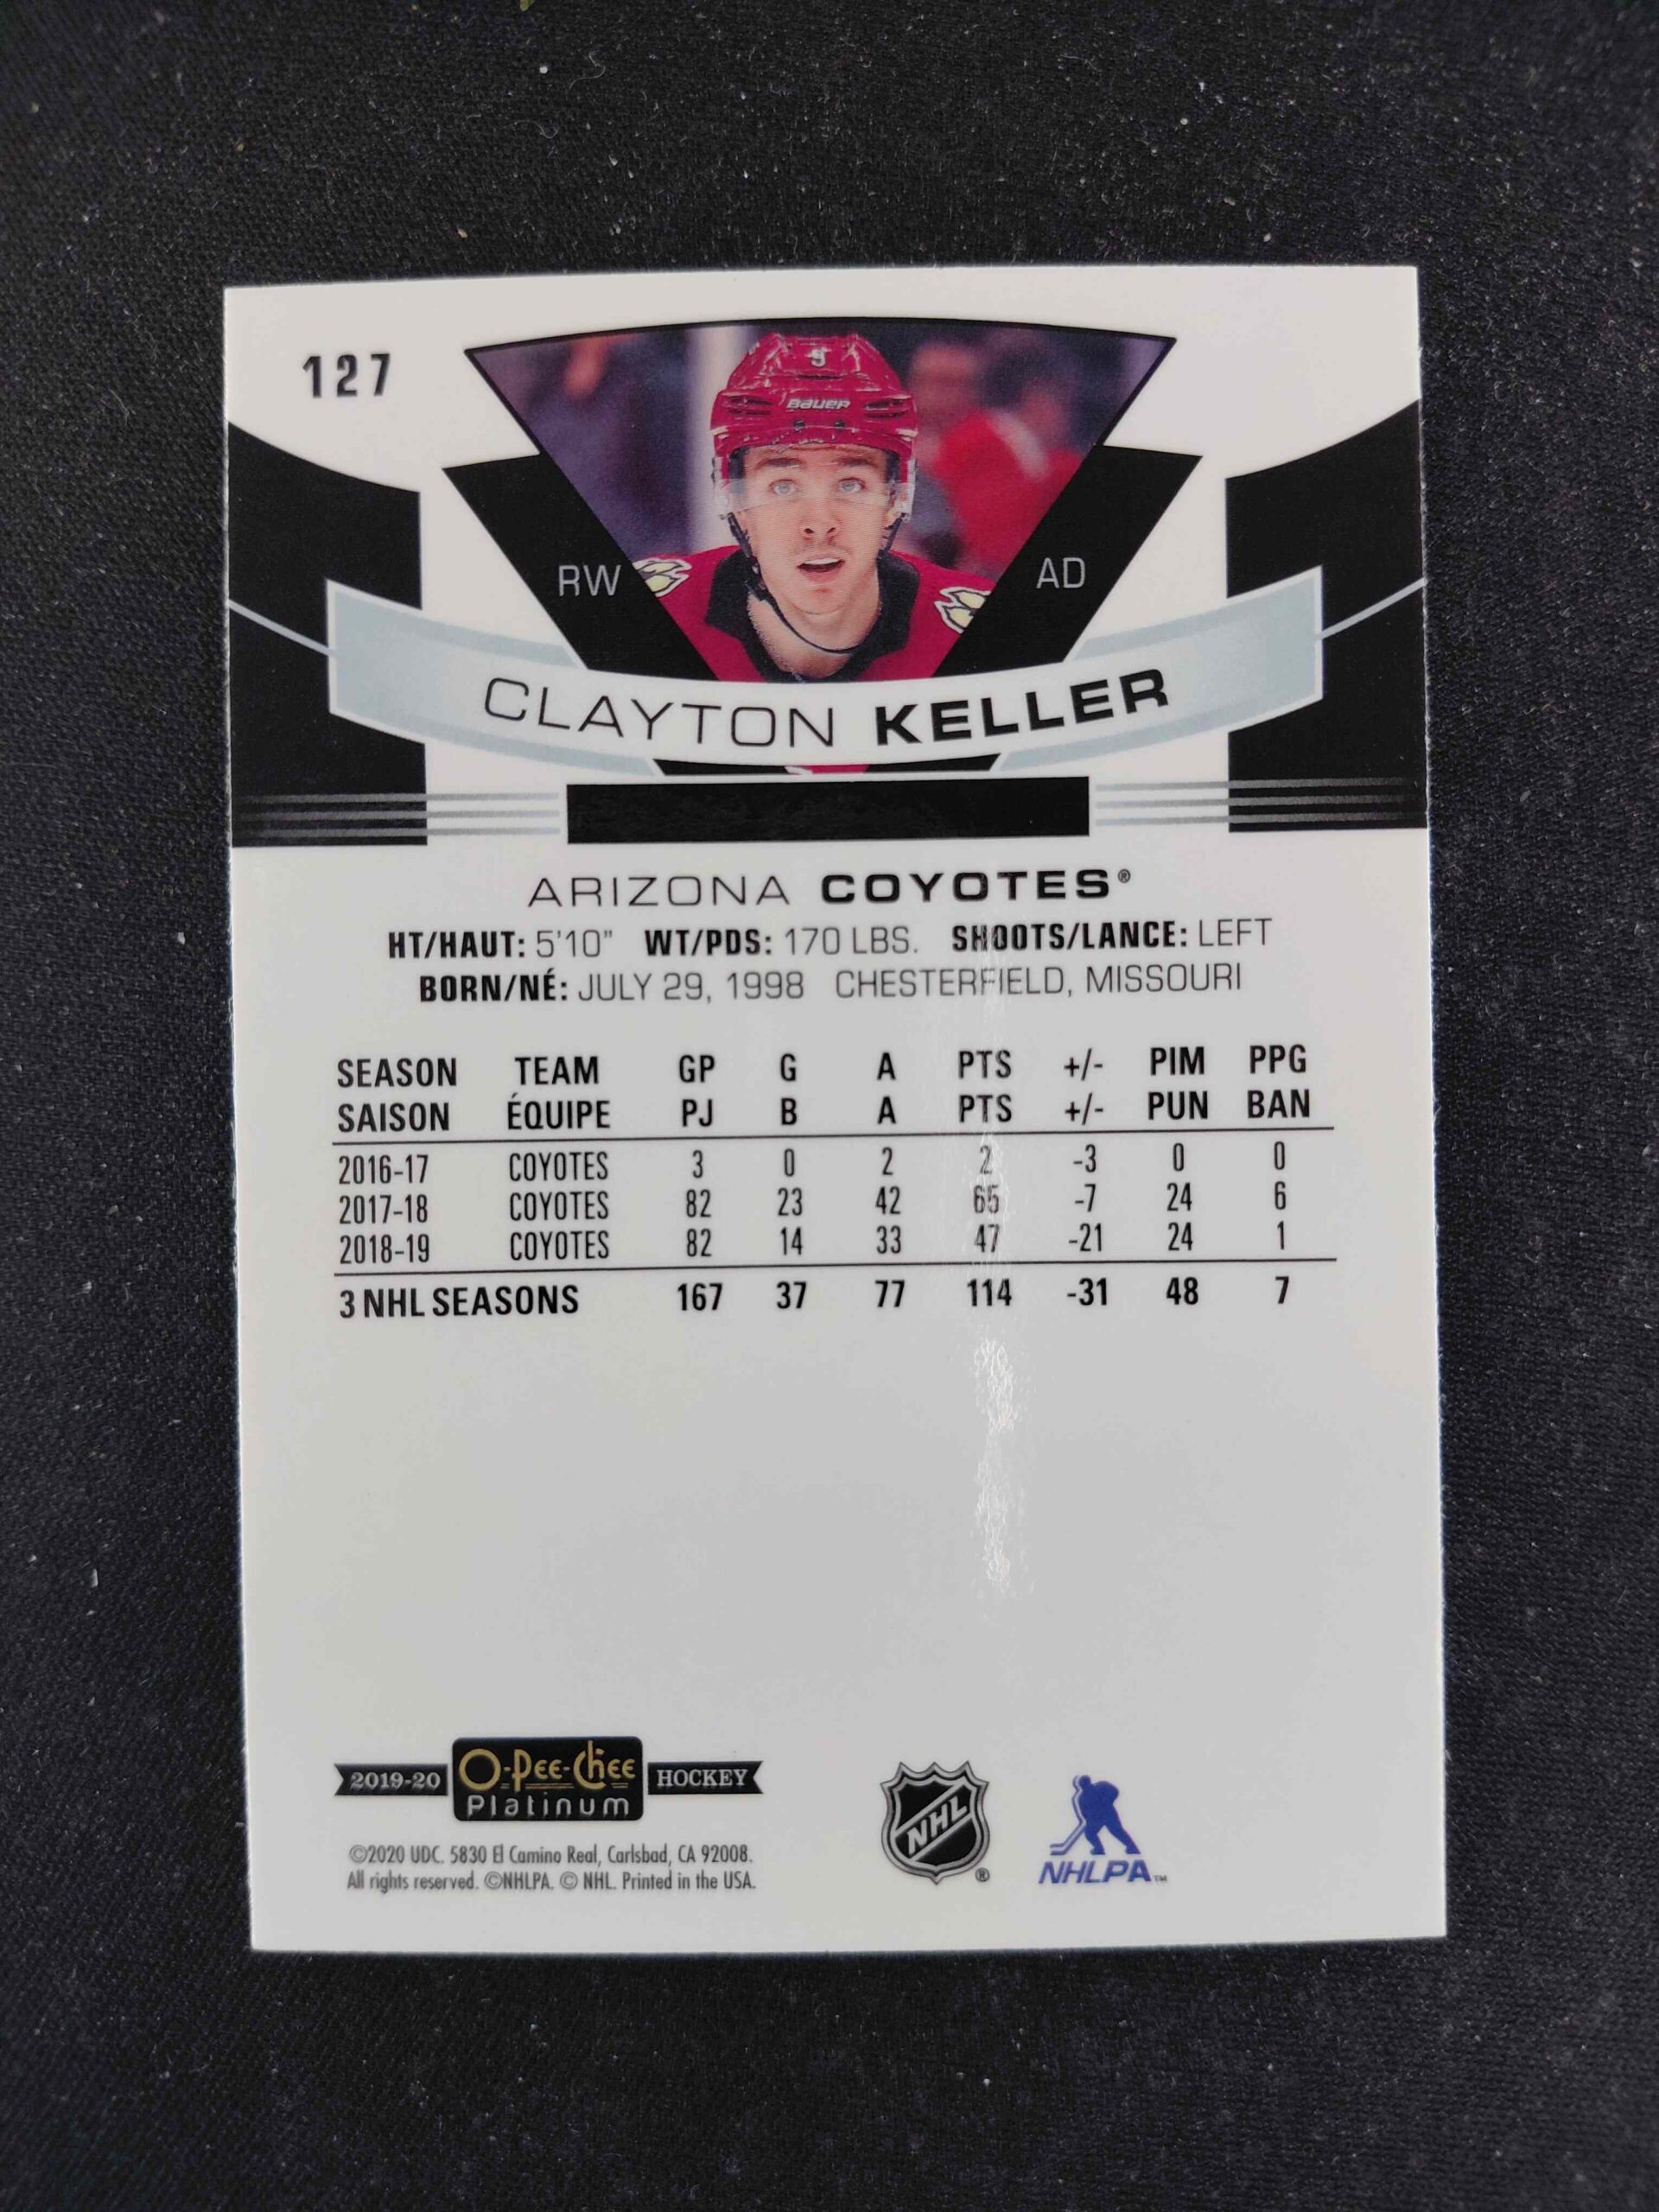 127
9
BAUER
RW
AD
CLAYTON KELLER
ARIZONA COYOTES®
HT/HAUT: 5'10" WT/PDS: 170 LBS. SHOOTS/LANCE: LEFT
BORN/NÉ: JULY 29, 1998 CHESTERFIELD, MISSOURI
SEASON TEAM GP G A PTS +/- PIM PPG
SAISON ÉQUIPE PJ B A PTS +/- PUN BAN
2016-17 COYOTES 3 0 2 2 -3 0 0
2017-18 COYOTES 82 23 42 65 -7 24 6
2018-19 COYOTES 82 14 33 47 -21 24 1
3 NHL SEASONS 167 37 77 114 -31 48 7
2019-20 O-Pee-Chee HOCKEY
Platinum
NHL ®
NHLPA™
©2020 UDC. 5830 El Camino Real, Carlsbad, CA 92008.
All rights reserved. ©NHLPA. © NHL. Printed in the USA.